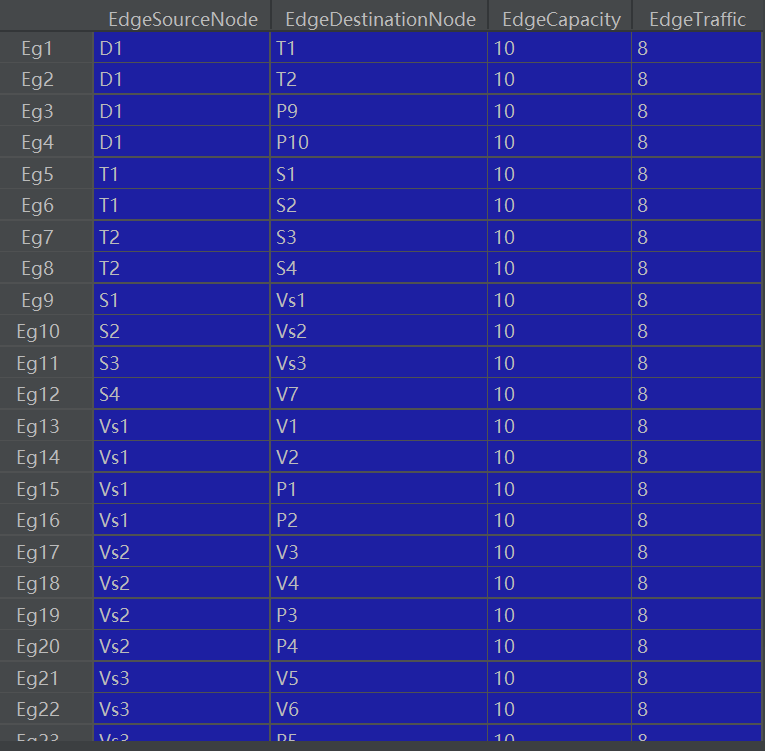 EdgeSourceNode EdgeDestinationNode EdgeCapacity EdgeTraffic
Eg1 D1 T1 10 8
Eg2 D1 T2 10 8
Eg3 D1 P9 10 8
Eg4 D1 P10 10 8
Eg5 T1 S1 10 8
Eg6 T1 S2 10 8
Eg7 T2 S3 10 8
Eg8 T2 S4 10 8
Eg9 S1 Vs1 10 8
Eg10 S2 Vs2 10 8
Eg11 S3 Vs3 10 8
Eg12 S4 V7 10 8
Eg13 Vs1 V1 10 8
Eg14 Vs1 V2 10 8
Eg15 Vs1 P1 10 8
Eg16 Vs1 P2 10 8
Eg17 Vs2 V3 10 8
Eg18 Vs2 V4 10 8
Eg19 Vs2 P3 10 8
Eg20 Vs2 P4 10 8
Eg21 Vs3 V5 10 8
Eg22 Vs3 V6 10 8
Eg23 Vs3 P5 10 8